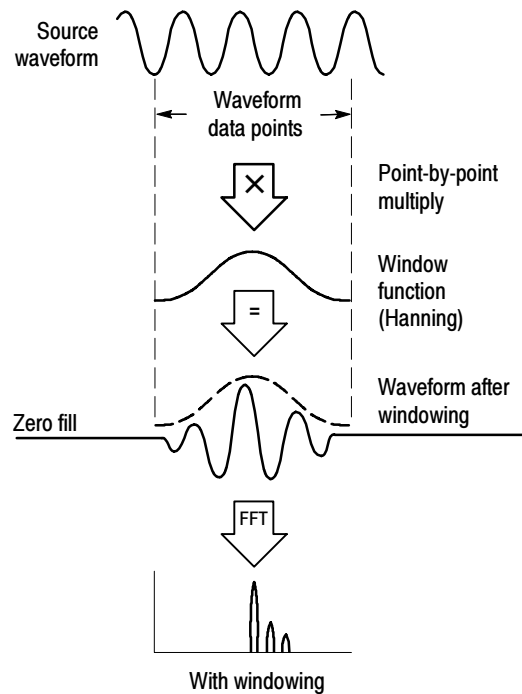 Source
waveform
Waveform
data points
×
Point-by-point
multiply
Window
function
(Hanning)
=
Waveform after
windowing
Zero fill
FFT
With windowing